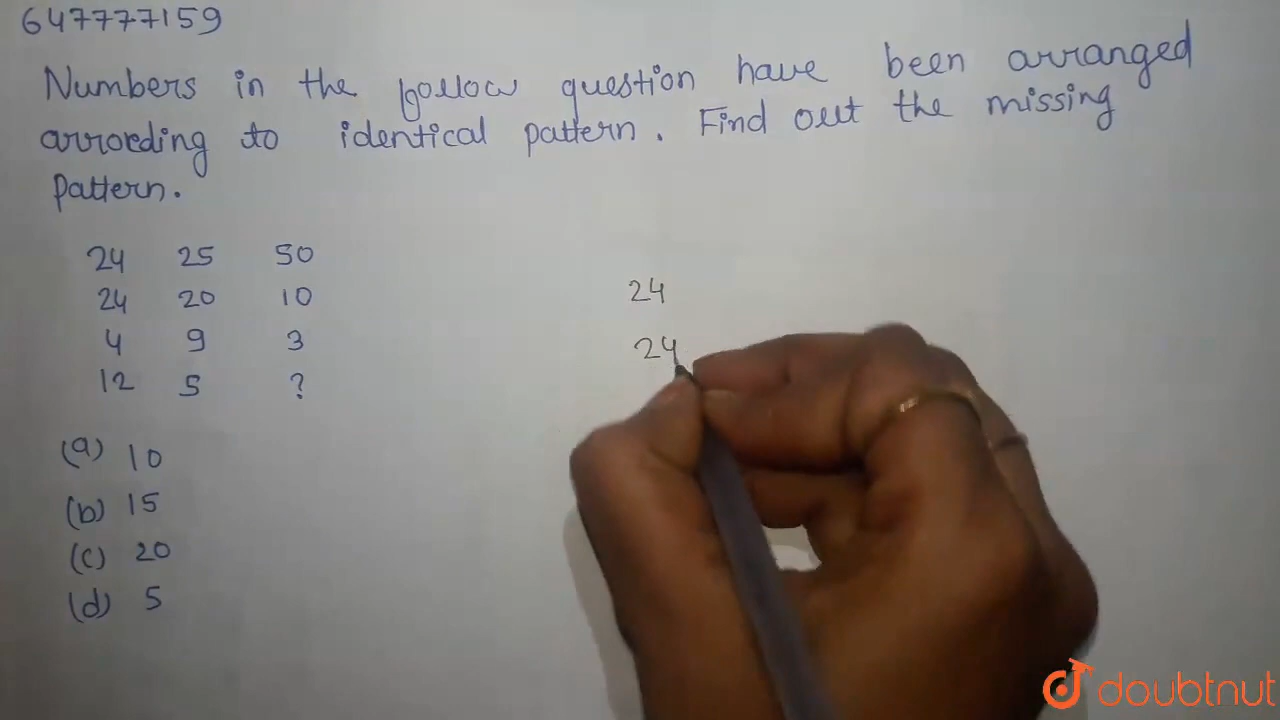 647777159
Numbers in the follow question have been arranged
arroeding to identical pattern. Find out the missing
Pattern.
24 25 50
24 20 10
4 9 3
12 5 ?
(a) 10
(b) 15
(c) 20
(d) 5
24
24
doubtnut